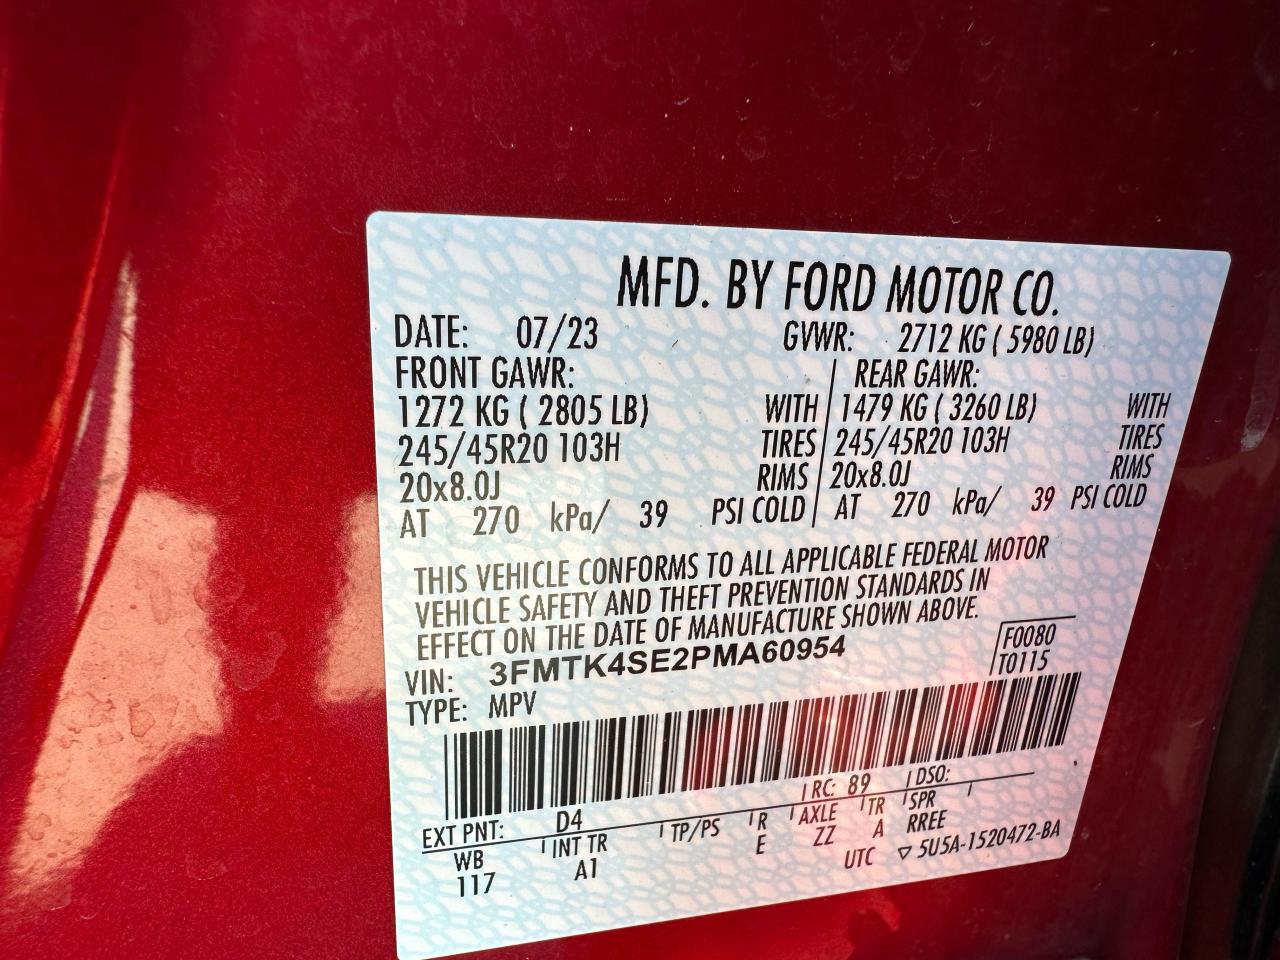 MFD. BY FORD MOTOR CO.
DATE: 07/23 GVWR: 2712 KG ( 5980 LB)
FRONT GAWR: REAR GAWR:
1272 KG ( 2805 LB) WITH 1479 KG ( 3260 LB) WITH
245/45R20 103H TIRES 245/45R20 103H TIRES
20x8.0J RIMS 20x8.0J RIMS
AT 270 kPa/ 39 PSI COLD AT 270 kPa/ 39 PSI COLD
THIS VEHICLE CONFORMS TO ALL APPLICABLE FEDERAL MOTOR
VEHICLE SAFETY AND THEFT PREVENTION STANDARDS IN
EFFECT ON THE DATE OF MANUFACTURE SHOWN ABOVE.
VIN: 3FMTK4SE2PMA60954 F0080
TYPE: MPV T0115
EXT PNT: D4 RC: 89 DSO:
WB INT TR TP/PS R AXLE TR SPR
117 A1 E ZZ A RREE
UTC ▽ 5U5A-1520472-BA